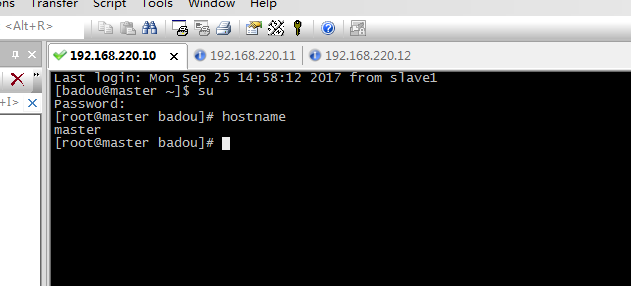 ons Transfer Script Tools Window Help
<Alt+R>
192.168.220.10 192.168.220.11 192.168.220.12
Last login: Mon Sep 25 14:58:12 2017 from slave1
[badou@master ~]$ su
+I>
Password:
[root@master badou]# hostname
master
[root@master badou]#